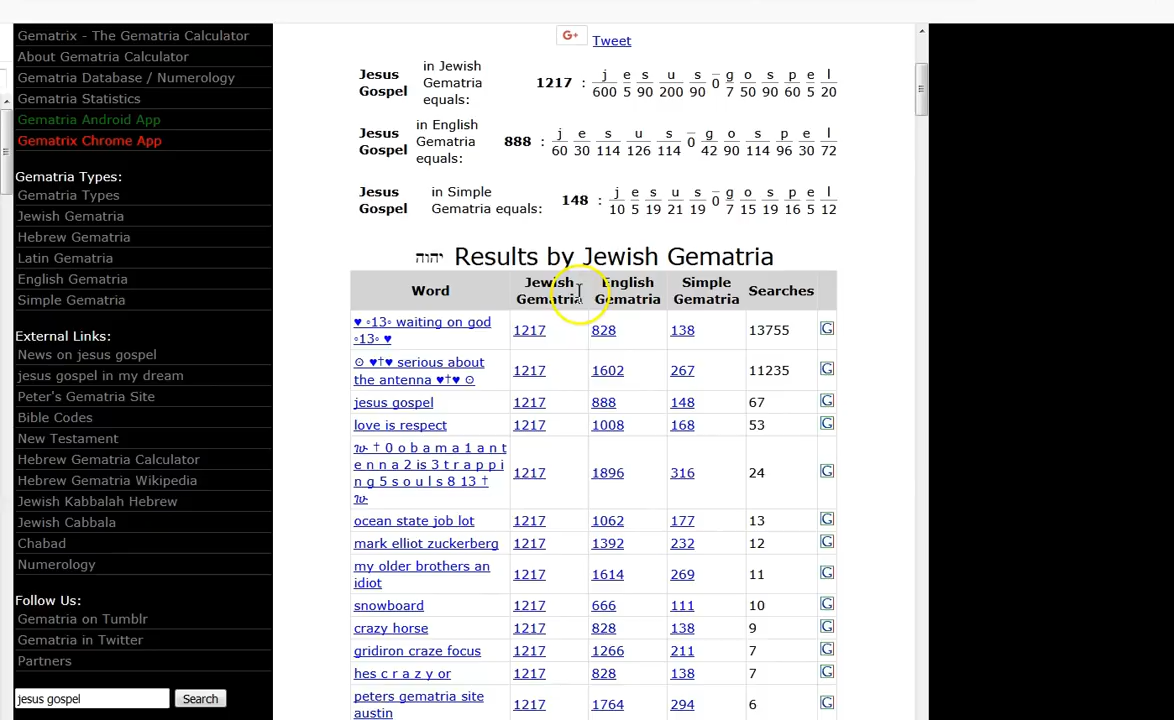 Gematrix - The Gematria Calculator
About Gematria Calculator
Gematria Database / Numerology
Gematria Statistics
Gematria Android App
Gematrix Chrome App
Gematria Types:
Gematria Types
Jewish Gematria
Hebrew Gematria
Latin Gematria
English Gematria
Simple Gematria
External Links:
News on jesus gospel
jesus gospel in my dream
Peter's Gematria Site
Bible Codes
New Testament
Hebrew Gematria Calculator
Hebrew Gematria Wikipedia
Jewish Kabbalah Hebrew
Jewish Cabbala
Chabad
Numerology
Follow Us:
Gematria on Tumblr
Gematria in Twitter
Partners
jesus gospel Search
G+ Tweet
Jesus Gospel in Jewish Gematria equals: 1217 : j e s u s _ g o s p e l
600 5 90 200 90 0 7 50 90 60 5 20
Jesus Gospel in English Gematria equals: 888 : j e s u s _ g o s p e l
60 30 114 126 114 0 42 90 114 96 30 72
Jesus Gospel in Simple Gematria equals: 148 : j e s u s _ g o s p e l
10 5 19 21 19 0 7 15 19 16 5 12
יהוה Results by Jewish Gematria
Word Jewish Gematria English Gematria Simple Gematria Searches
♥ ◦13◦ waiting on god
◦13◦ ♥ 1217 828 138 13755 G
⊙ ♥†♥ serious about
the antenna ♥†♥ ⊙ 1217 1602 267 11235 G
jesus gospel 1217 888 148 67 G
love is respect 1217 1008 168 53 G
† 0 o b a m a 1 a n t
e n n a 2 is 3 t r a p p i
n g 5 s o u l s 8 13 †
1217 1896 316 24 G
ocean state job lot 1217 1062 177 13 G
mark elliot zuckerberg 1217 1392 232 12 G
my older brothers an
idiot 1217 1614 269 11 G
snowboard 1217 666 111 10 G
crazy horse 1217 828 138 9 G
gridiron craze focus 1217 1266 211 7 G
hes c r a z y or 1217 828 138 7 G
peters gematria site
austin 1217 1764 294 6 G